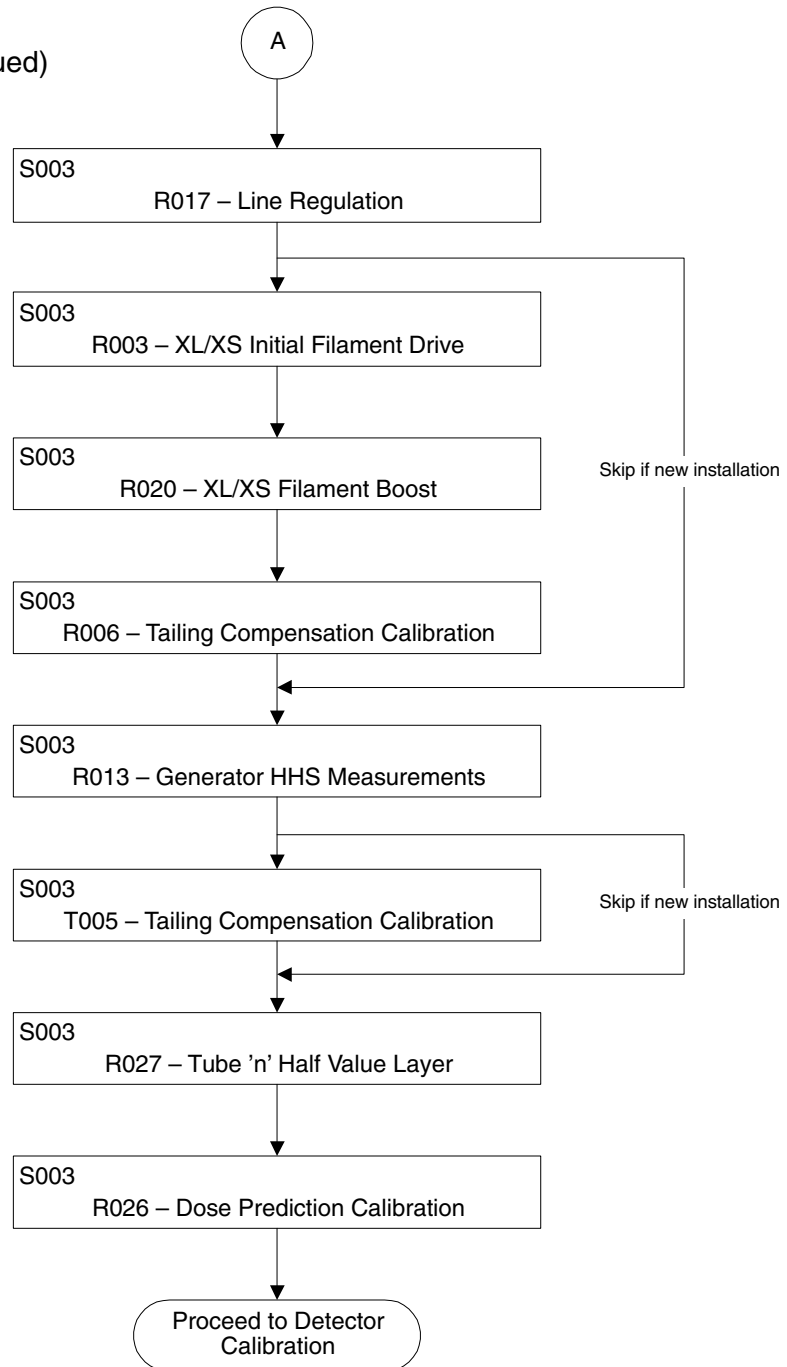 A
ued)
S003
R017 – Line Regulation
S003
R003 – XL/XS Initial Filament Drive
S003
R020 – XL/XS Filament Boost
Skip if new installation
S003
R006 – Tailing Compensation Calibration
S003
R013 – Generator HHS Measurements
S003
T005 – Tailing Compensation Calibration
Skip if new installation
S003
R027 – Tube ’n’ Half Value Layer
S003
R026 – Dose Prediction Calibration
Proceed to Detector
Calibration